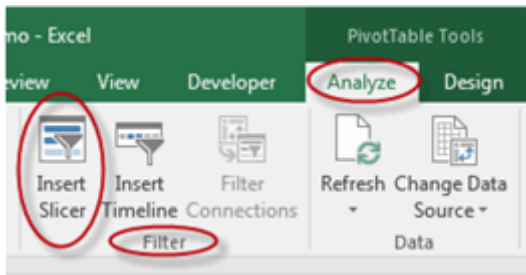 mo - Excel
PivotTable Tools
eview View Developer Analyze Design
Insert Slicer
Insert Timeline
Filter Connections
Refresh
Change Data Source
Filter
Data